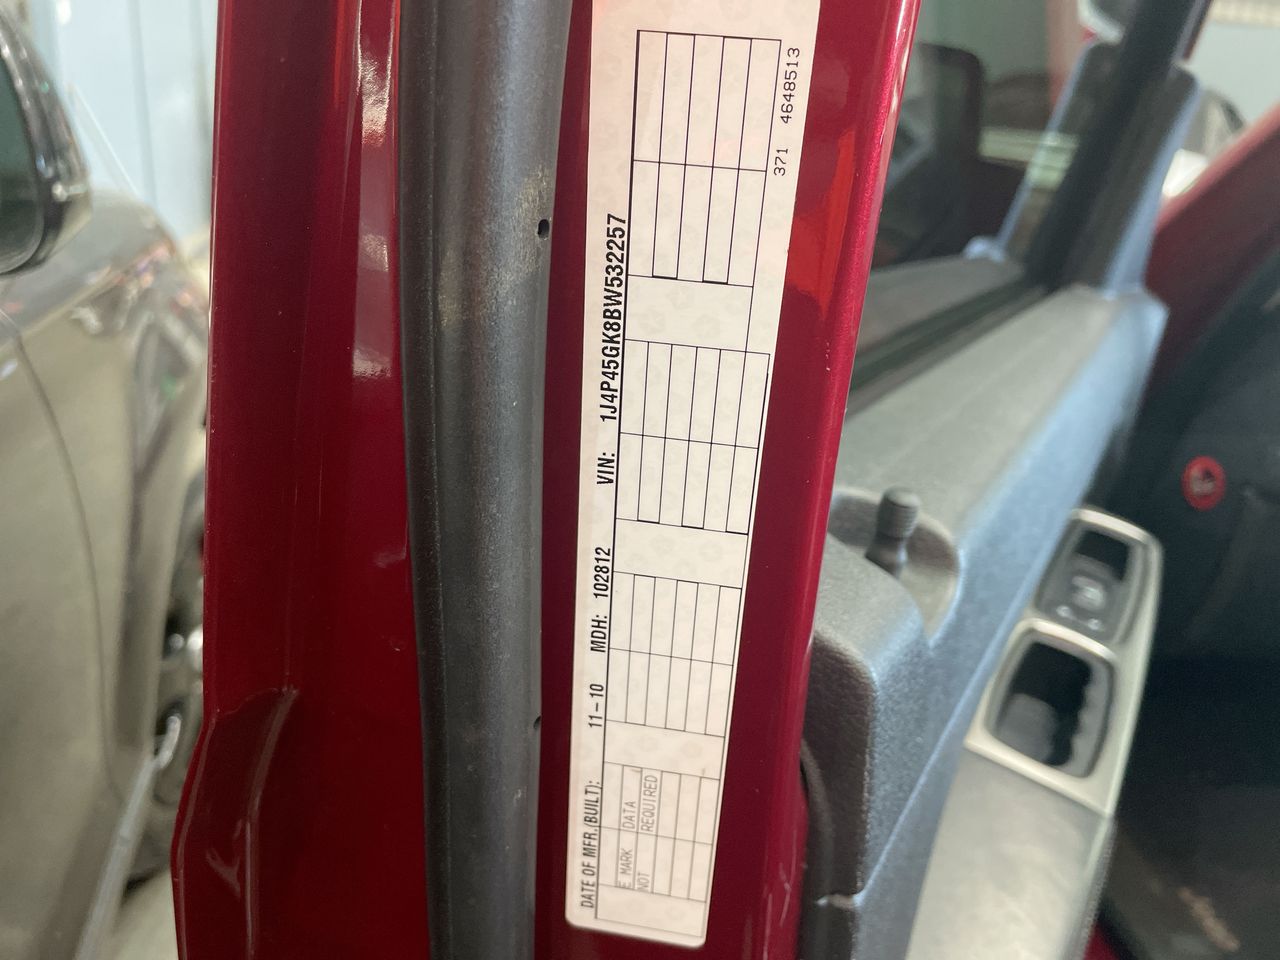 DATE OF MFR.(BUILT): 11-10 MDH: 102812 VIN: 1J4P45GK8BW532257
E MARK DATA
NOT REQUIRED
371 4648513